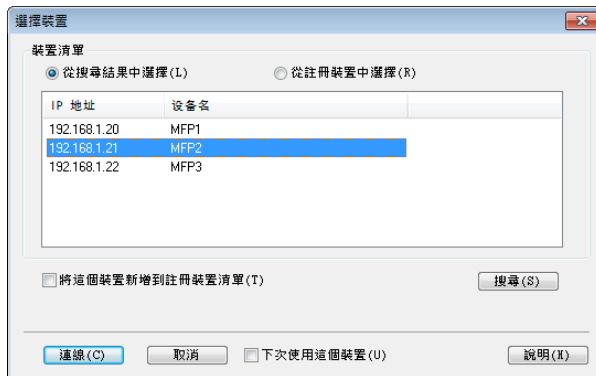 選擇裝置
裝置清單
從搜尋結果中選擇(L) 從註冊裝置中選擇(R)
IP 地址 设备名
192.168.1.20 MFP1
192.168.1.21 MFP2
192.168.1.22 MFP3
將這個裝置新增到註冊裝置清單(T) 搜尋(S)
連線(C) 取消 下次使用這個裝置(U) 說明(X)